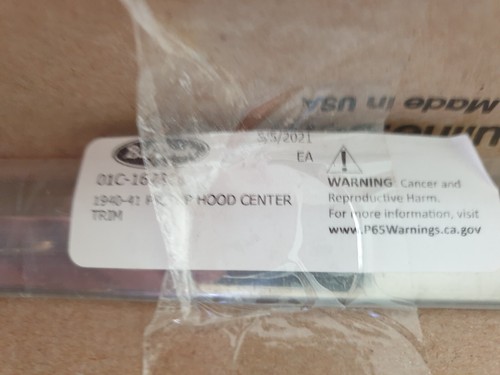 Made in USA
5/5/2021
EA
1940-41 HOOD CENTER
TRIM
WARNING: Cancer and
Reproductive Harm.
For more information, visit
www.P65Warnings.ca.gov